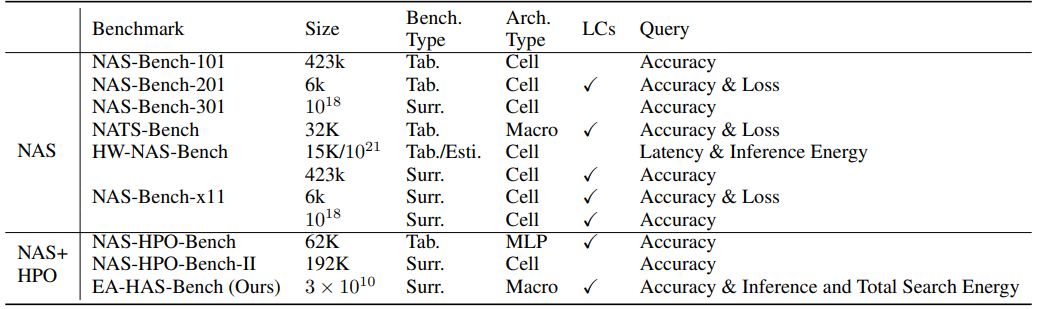 Benchmark Size Bench. Type Arch. Type LCs Query
NAS
NAS-Bench-101 423k Tab. Cell Accuracy
NAS-Bench-201 6k Tab. Cell ✓ Accuracy & Loss
NAS-Bench-301 10^18 Surr. Cell Accuracy
NATS-Bench 32K Tab. Macro ✓ Accuracy & Loss
HW-NAS-Bench 15K/10^21 Tab./Esti. Cell Latency & Inference Energy
423k Surr. Cell ✓ Accuracy
NAS-Bench-x11 6k Surr. Cell ✓ Accuracy & Loss
10^18 Surr. Cell ✓ Accuracy
NAS+ HPO
NAS-HPO-Bench 62K Tab. MLP ✓ Accuracy
NAS-HPO-Bench-II 192K Surr. Cell Accuracy
EA-HAS-Bench (Ours) 3 × 10^10 Surr. Macro ✓ Accuracy & Inference and Total Search Energy